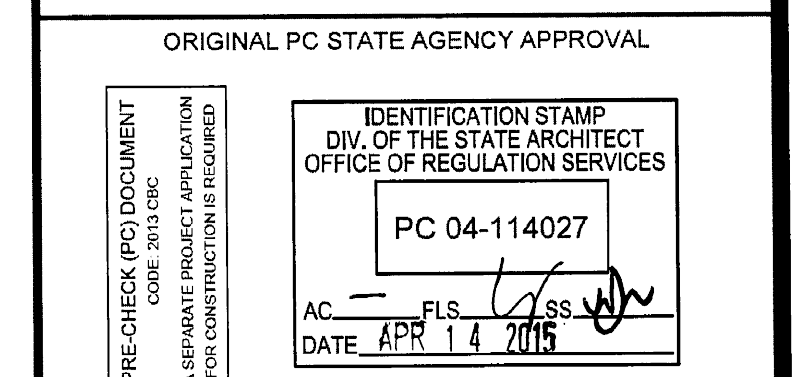 ORIGINAL PC STATE AGENCY APPROVAL
PRE-CHECK (PC) DOCUMENT
CODE: 2013 CBC
A SEPARATE PROJECT APPLICATION
FOR CONSTRUCTION IS REQUIRED
IDENTIFICATION STAMP
DIV. OF THE STATE ARCHITECT
OFFICE OF REGULATION SERVICES
PC 04-114027
AC — FLS SS
DATE APR 14 2015